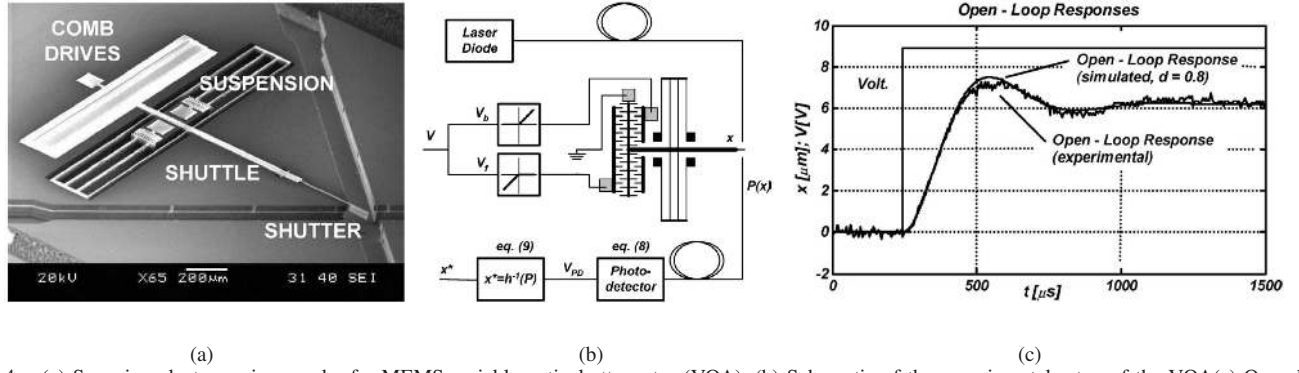 COMB
DRIVES
SUSPENSION
SHUTTLE
SHUTTER
20kV X65 200μm 31 40 SEI
(a)
Laser
Diode
V
V_b
V_f
x
P(x)
eq. (9)
eq. (8)
x*
x*=h⁻¹(P)
V_PD
Photo-
detector
(b)
Open - Loop Responses
x [μm]; V[V]
10
8
6
4
2
0
-2
Volt.
Open - Loop Response
(simulated, d = 0.8)
Open - Loop Response
(experimental)
0 500 1000 1500
t [μs]
(c)